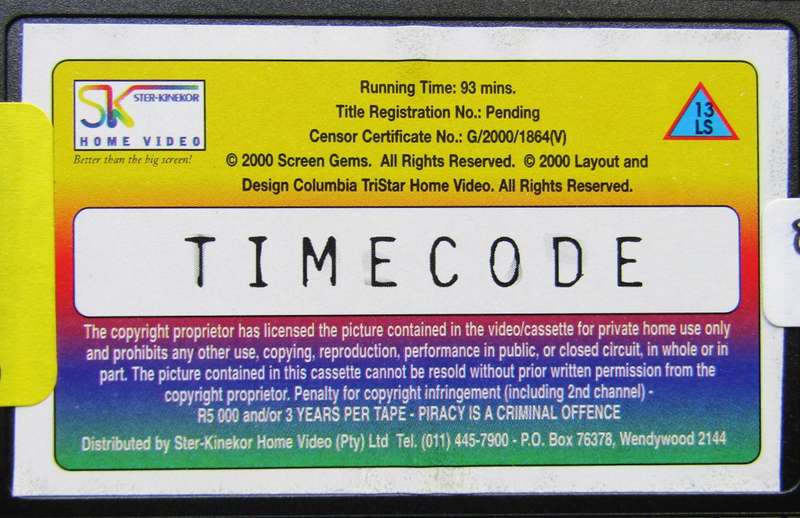 SK STER-KINEKOR
HOME VIDEO
Better than the big screen!
Running Time: 93 mins.
Title Registration No.: Pending
Censor Certificate No.: G/2000/1864(V)
© 2000 Screen Gems. All Rights Reserved. © 2000 Layout and
Design Columbia TriStar Home Video. All Rights Reserved.
13
LS
TIMECODE
The copyright proprietor has licensed the picture contained in the video/cassette for private home use only
and prohibits any other use, copying, reproduction, performance in public, or closed circuit, in whole or in
part. The picture contained in this cassette cannot be resold without prior written permission from the
copyright proprietor. Penalty for copyright infringement (including 2nd channel) -
R5 000 and/or 3 YEARS PER TAPE - PIRACY IS A CRIMINAL OFFENCE
Distributed by Ster-Kinekor Home Video (Pty) Ltd Tel. (011) 445-7900 - P.O. Box 76378, Wendywood 2144